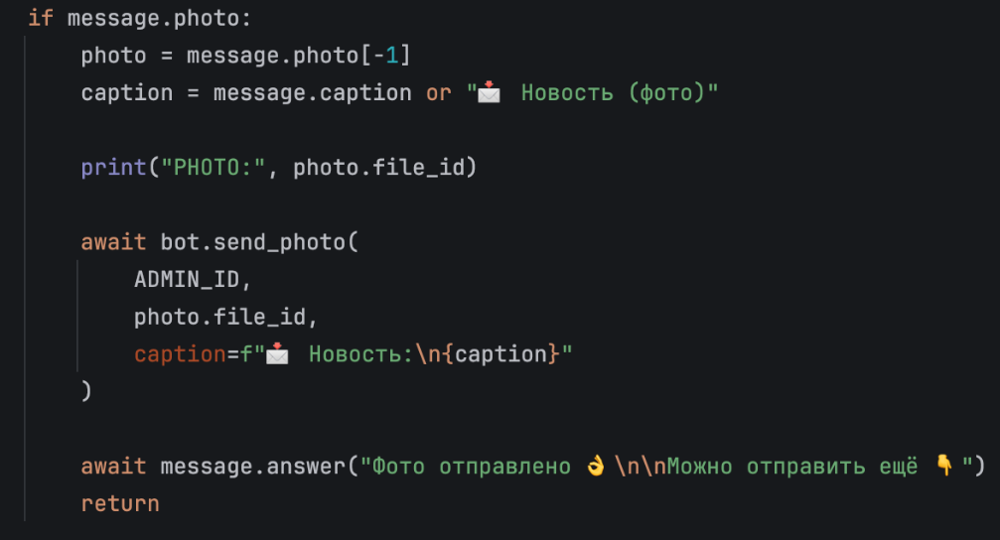 if message.photo:
photo = message.photo[-1]
caption = message.caption or "📩 Новость (фото)"
print("PHOTO:", photo.file_id)
await bot.send_photo(
ADMIN_ID,
photo.file_id,
caption=f"📩 Новость:\n{caption}"
)
await message.answer("Фото отправлено 👌\n\nМожно отправить ещё 👇")
return